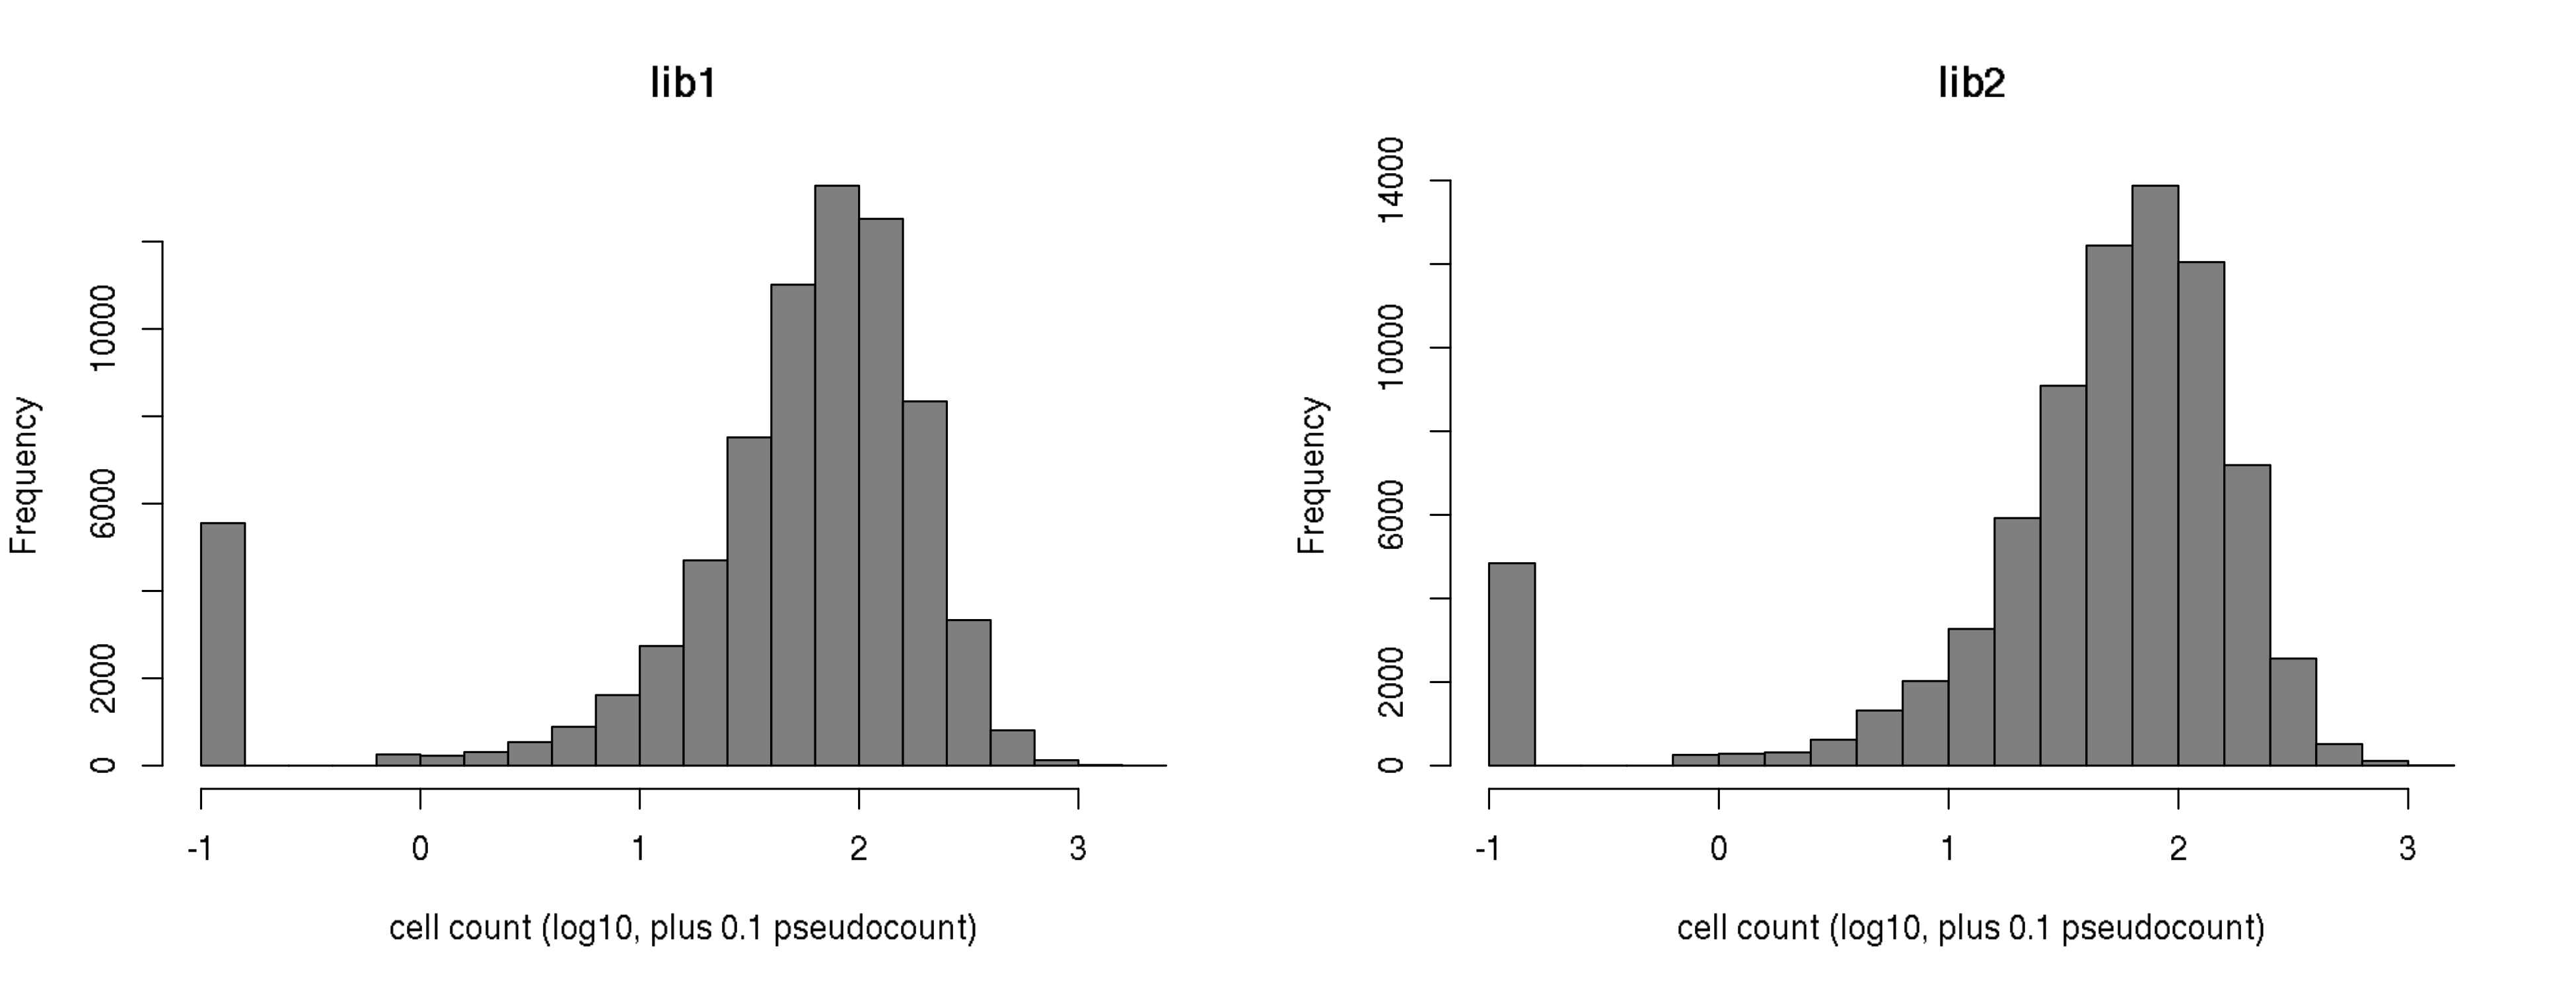 lib1
Frequency
10000
6000
2000
0
-1 0 1 2 3
cell count (log10, plus 0.1 pseudocount)
lib2
Frequency
14000
10000
6000
2000
0
-1 0 1 2 3
cell count (log10, plus 0.1 pseudocount)